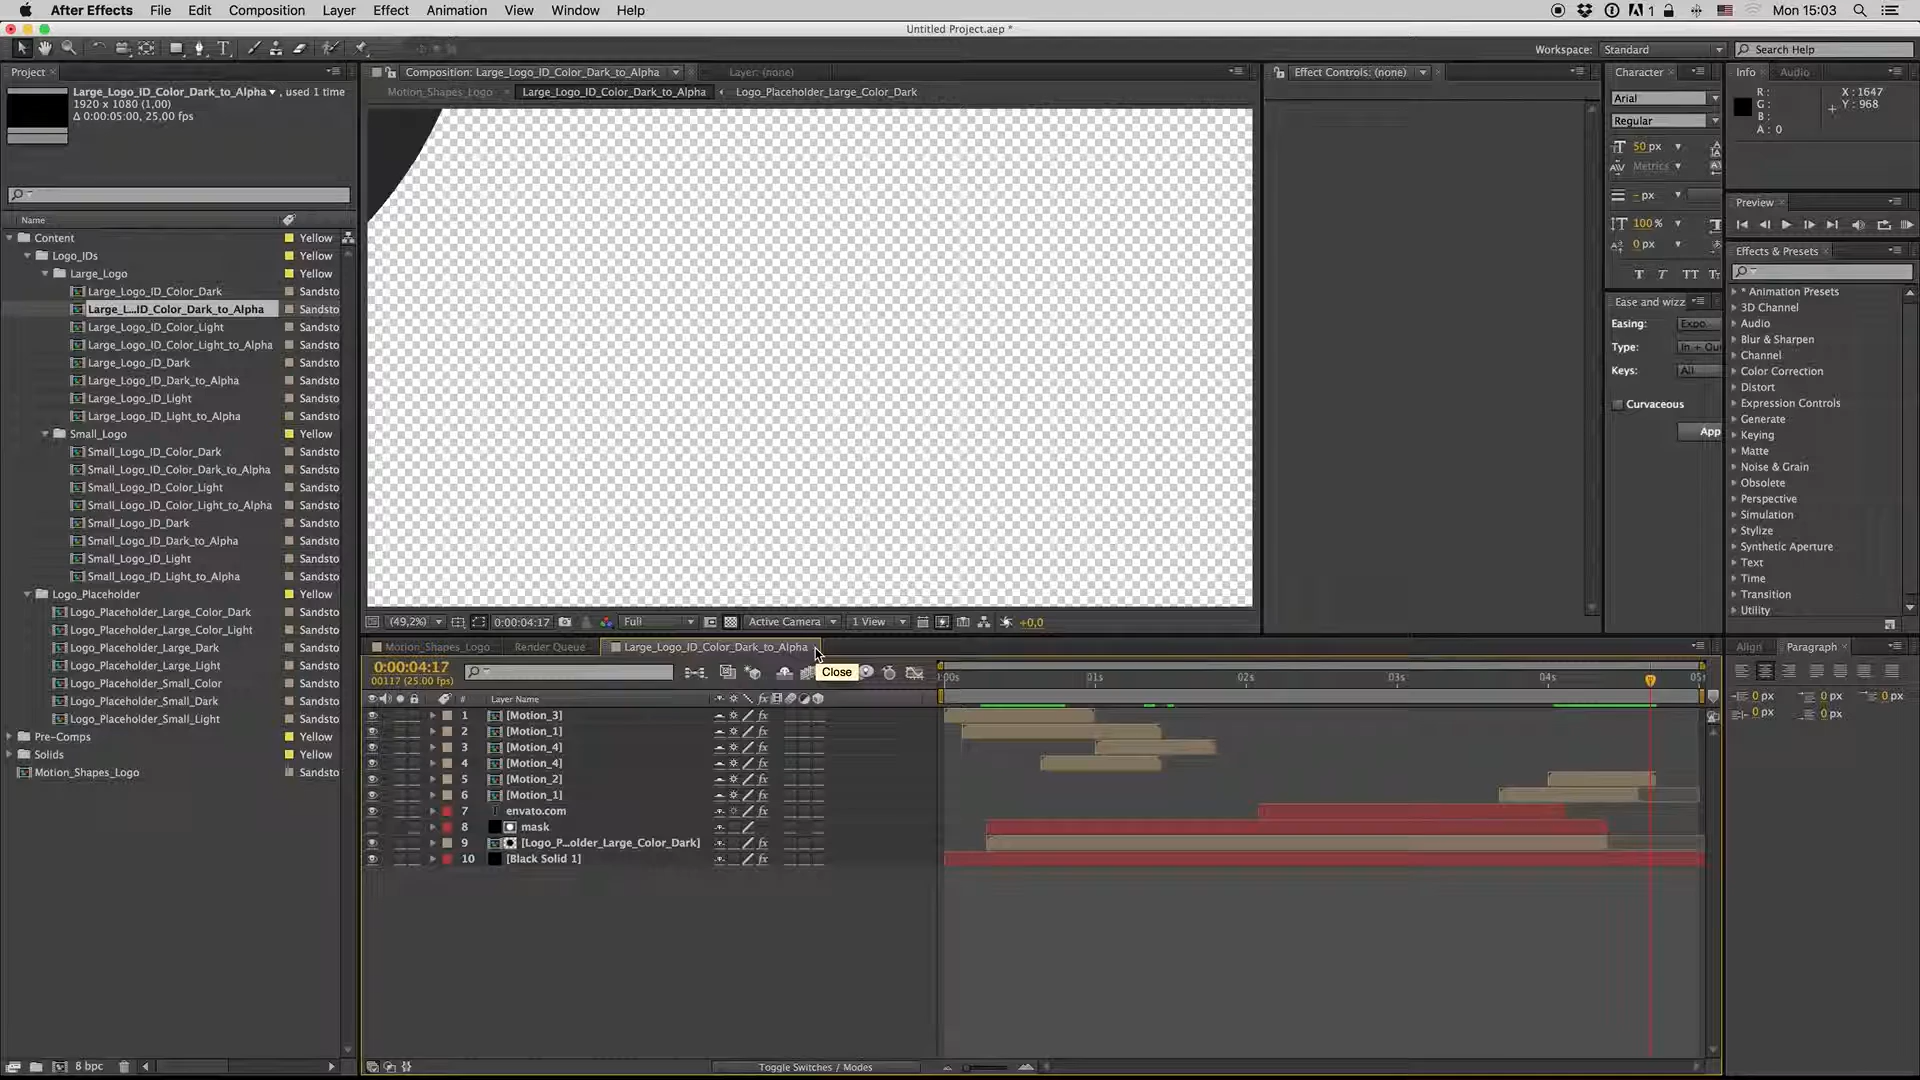 After Effects File Edit Composition Layer Effect Animation View Window Help 1 Mon 15:03
Untitled Project.aep *
Workspace: Standard Search Help
Project
Composition: Large_Logo_ID_Color_Dark_to_Alpha Layer: (none) Effect Controls: (none) Character Info Audio
Large_Logo_ID_Color_Dark_to_Alpha , used 1 time
1920 x 1080 (1,00)
Δ 0:00:05:00, 25,00 fps
Motion_Shapes_Logo Large_Logo_ID_Color_Dark_to_Alpha Logo_Placeholder_Large_Color_Dark
Arial
Regular
50 px
Metrics
- px
100 %
0 px
T T TT
R :
G :
B :
A : 0
X : 1647
Y : 968
Preview
Effects & Presets
* Animation Presets
3D Channel
Audio
Blur & Sharpen
Channel
Color Correction
Distort
Expression Controls
Generate
Keying
Matte
Noise & Grain
Obsolete
Perspective
Simulation
Stylize
Synthetic Aperture
Text
Time
Transition
Utility
Ease and wizz
Easing: Expo
Type: In + Ou
Keys: All
Curvaceous
App
Name
Content Yellow
Logo_IDs Yellow
Large_Logo Yellow
Large_Logo_ID_Color_Dark Sandsto
Large_L...ID_Color_Dark_to_Alpha Sandsto
Large_Logo_ID_Color_Light Sandsto
Large_Logo_ID_Color_Light_to_Alpha Sandsto
Large_Logo_ID_Dark Sandsto
Large_Logo_ID_Dark_to_Alpha Sandsto
Large_Logo_ID_Light Sandsto
Large_Logo_ID_Light_to_Alpha Sandsto
Small_Logo Yellow
Small_Logo_ID_Color_Dark Sandsto
Small_Logo_ID_Color_Dark_to_Alpha Sandsto
Small_Logo_ID_Color_Light Sandsto
Small_Logo_ID_Color_Light_to_Alpha Sandsto
Small_Logo_ID_Dark Sandsto
Small_Logo_ID_Dark_to_Alpha Sandsto
Small_Logo_ID_Light Sandsto
Small_Logo_ID_Light_to_Alpha Sandsto
Logo_Placeholder Yellow
Logo_Placeholder_Large_Color_Dark Sandsto
Logo_Placeholder_Large_Color_Light Sandsto
Logo_Placeholder_Large_Dark Sandsto
Logo_Placeholder_Large_Light Sandsto
Logo_Placeholder_Small_Color Sandsto
Logo_Placeholder_Small_Dark Sandsto
Logo_Placeholder_Small_Light Sandsto
Pre-Comps Yellow
Solids Yellow
Motion_Shapes_Logo Sandsto
8 bpc
(49,2%) 0:00:04:17 Full Active Camera 1 View +0,0
Motion_Shapes_Logo Render Queue Large_Logo_ID_Color_Dark_to_Alpha
Close
0:00:04:17
00117 (25.00 fps)
:00s 01s 02s 03s 04s 05s
# Layer Name
1 [Motion_3]
2 [Motion_1]
3 [Motion_4]
4 [Motion_4]
5 [Motion_2]
6 [Motion_1]
7 envato.com
8 mask
9 [Logo_P...older_Large_Color_Dark]
10 [Black Solid 1]
Toggle Switches / Modes
Align Paragraph
0 px 0 px 0 px
0 px 0 px